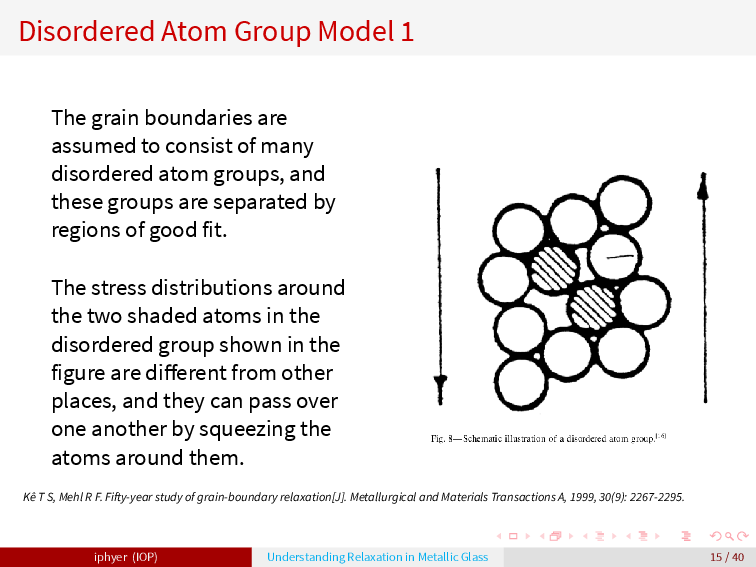 Disordered Atom Group Model 1
The grain boundaries are
assumed to consist of many
disordered atom groups, and
these groups are separated by
regions of good fit.
The stress distributions around
the two shaded atoms in the
disordered group shown in the
figure are different from other
places, and they can pass over
one another by squeezing the
atoms around them.
Fig. 8—Schematic illustration of a disordered atom group.[16]
Kê T S, Mehl R F. Fifty-year study of grain-boundary relaxation[J]. Metallurgical and Materials Transactions A, 1999, 30(9): 2267-2295.
iphyer (IOP) Understanding Relaxation in Metallic Glass 15 / 40